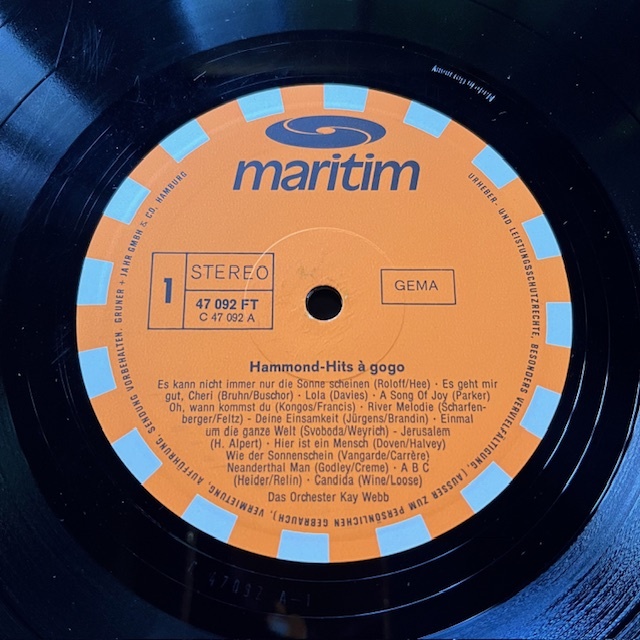 maritim
1
STEREO
47 092 FT
C 47 092 A
GEMA
Hammond-Hits à gogo
Es kann nicht immer nur die Sonne scheinen (Roloff/Hee) · Es geht mir
gut, Cheri (Bruhn/Buschor) · Lola (Davies) · A Song Of Joy (Parker)
Oh, wann kommst du (Kongos/Francis) · River Melodie (Scharfen-
berger/Feltz) · Deine Einsamkeit (Jürgens/Brandin) · Einmal
um die ganze Welt (Svoboda/Weyrich) · Jerusalem
(H. Alpert) · Hier ist ein Mensch (Doven/Halvey)
Wie der Sonnenschein (Vangarde/Carrère)
Neanderthal Man (Godley/Creme) · A B C
(Heider/Relin) · Candida (Wine/Loose)
Das Orchester Kay Webb
URHEBER- UND LEISTUNGSSCHUTZRECHTE, BESONDERS VERVIELFÄLTIGUNG, (AUSSER ZUM PERSÖNLICHEN GEBRAUCH), VERMIETUNG, AUFFÜHRUNG, SENDUNG VORBEHALTEN. GRUNER + JAHR GMBH & CO. HAMBURG
Made in Germany
C 47092 A-1